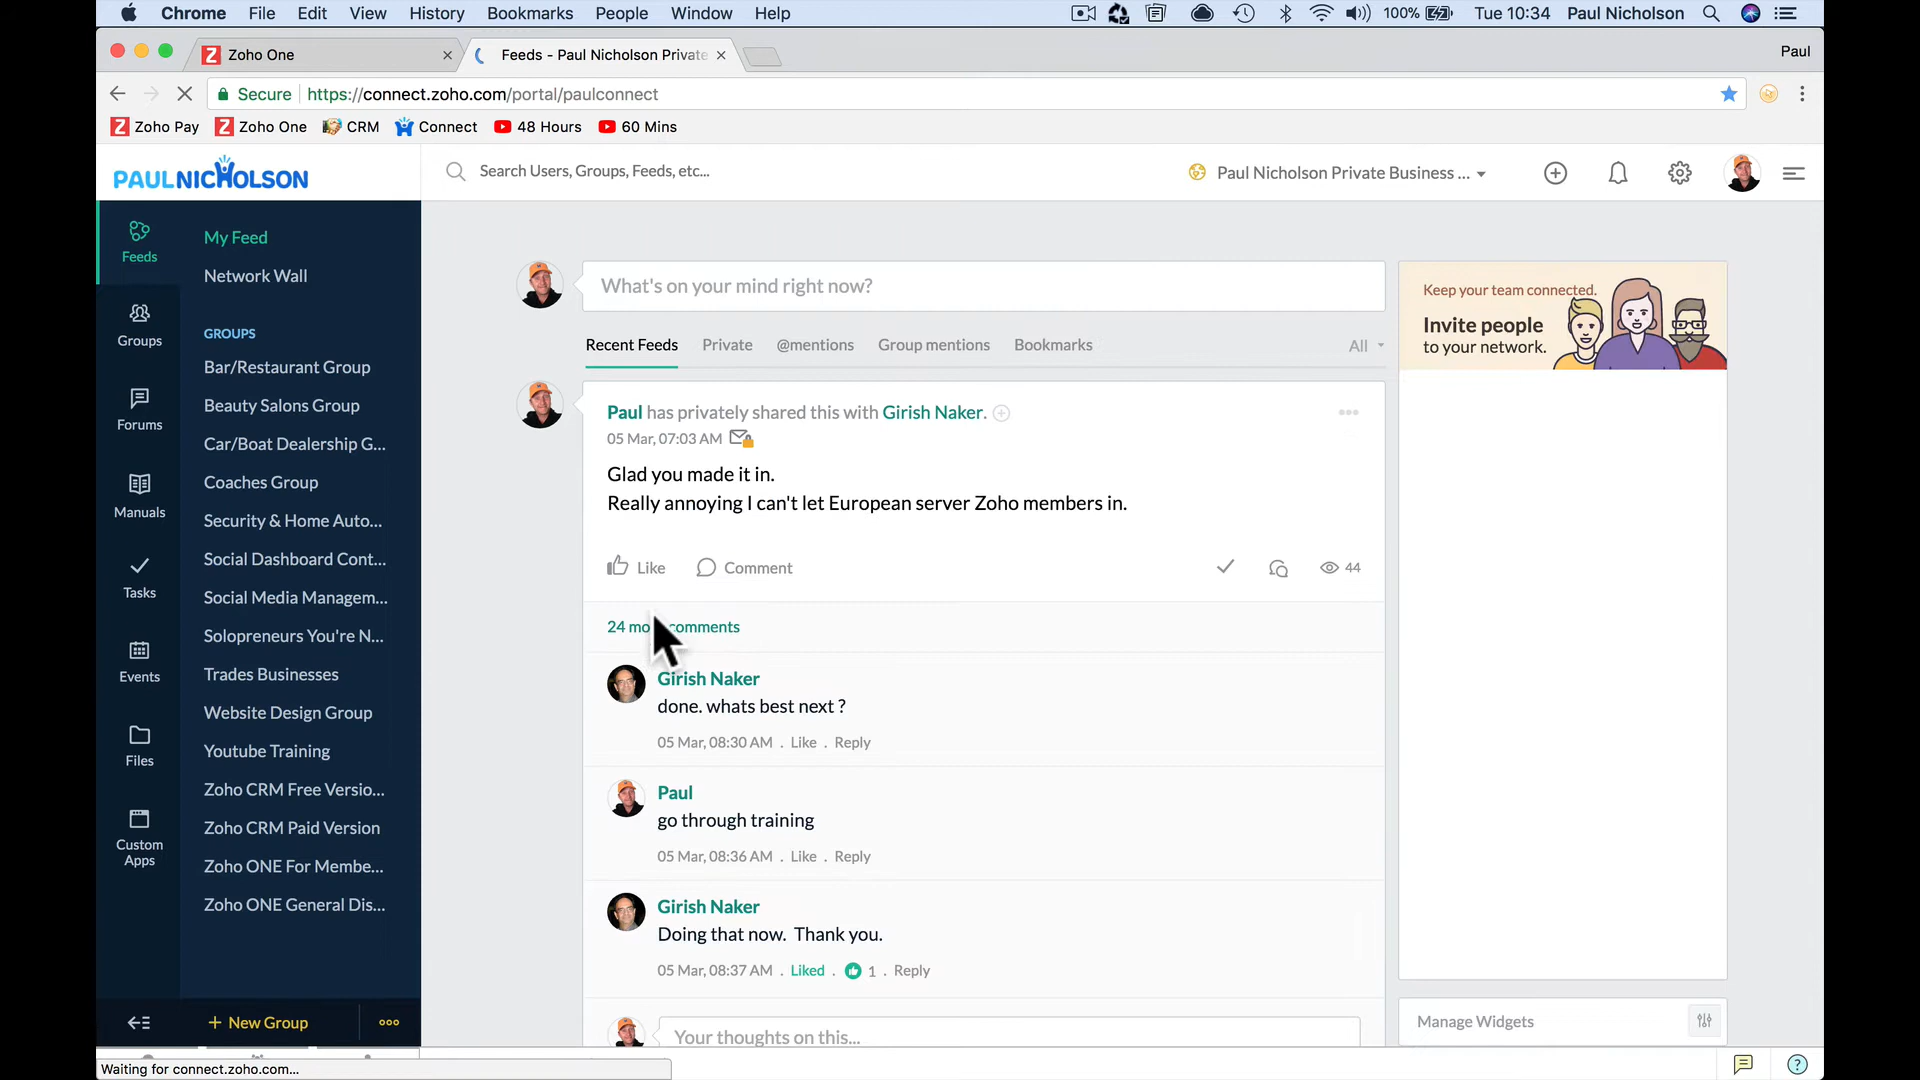 Chrome File Edit View History Bookmarks People Window Help 100% Tue 10:34 Paul Nicholson
Zoho One
Feeds - Paul Nicholson Private
Paul
Secure https://connect.zoho.com/portal/paulconnect
Zoho Pay Zoho One CRM Connect 48 Hours 60 Mins
PAULNICHOLSON
Search Users, Groups, Feeds, etc...
Paul Nicholson Private Business ...
Feeds
Groups
Forums
Manuals
Tasks
Events
Files
Custom
Apps
My Feed
Network Wall
GROUPS
Bar/Restaurant Group
Beauty Salons Group
Car/Boat Dealership G...
Coaches Group
Security & Home Auto...
Social Dashboard Cont...
Social Media Managem...
Solopreneurs You're N...
Trades Businesses
Website Design Group
Youtube Training
Zoho CRM Free Versio...
Zoho CRM Paid Version
Zoho ONE For Membe...
Zoho ONE General Dis...
+ New Group
What's on your mind right now?
Recent Feeds Private @mentions Group mentions Bookmarks All
Paul has privately shared this with Girish Naker.
05 Mar, 07:03 AM
Glad you made it in.
Really annoying I can't let European server Zoho members in.
Like Comment 44
24 comments
Girish Naker
done. whats best next ?
05 Mar, 08:30 AM . Like . Reply
Paul
go through training
05 Mar, 08:36 AM . Like . Reply
Girish Naker
Doing that now. Thank you.
05 Mar, 08:37 AM . Liked . 1 . Reply
Your thoughts on this...
Keep your team connected.
Invite people
to your network.
Manage Widgets
Waiting for connect.zoho.com...